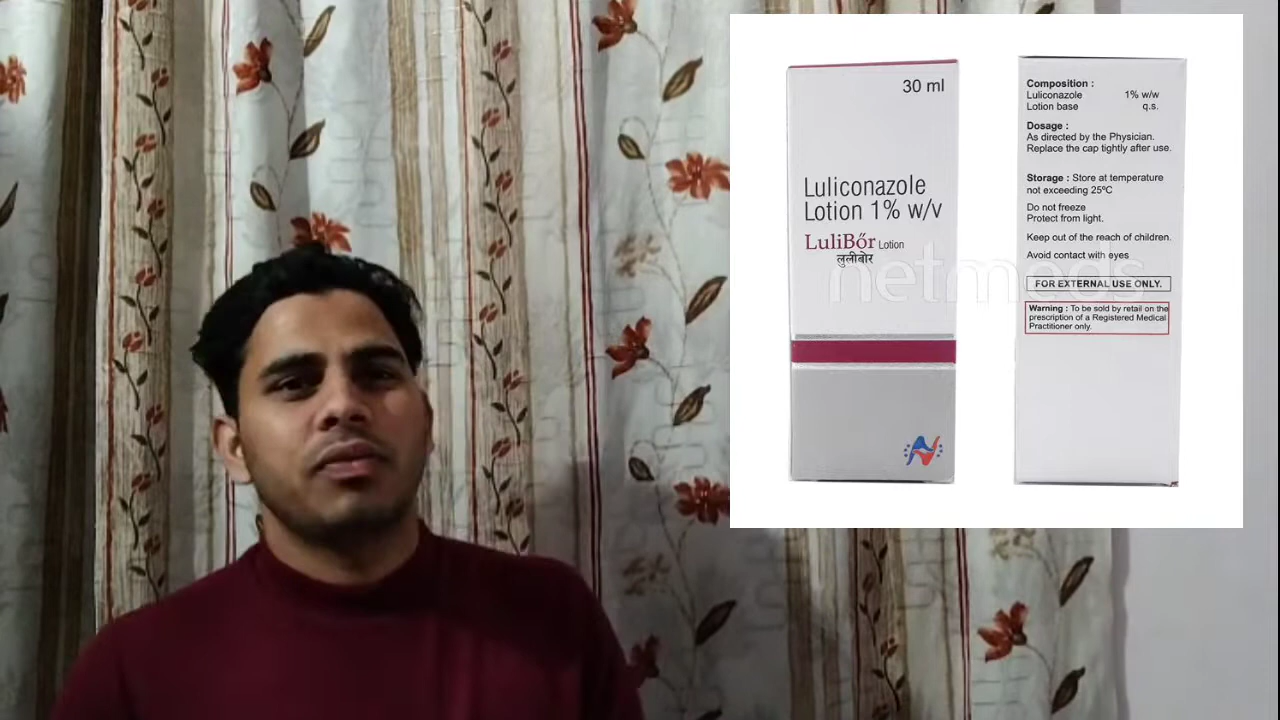 30 ml
Luliconazole
Lotion 1% w/v
LuliBőr Lotion
लुलीबोर
netmeds
Composition :
Luliconazole 1% w/w
Lotion base q.s.
Dosage :
As directed by the Physician.
Replace the cap tightly after use.
Storage : Store at temperature
not exceeding 25ºC
Do not freeze
Protect from light.
Keep out of the reach of children.
Avoid contact with eyes
FOR EXTERNAL USE ONLY.
Warning : To be sold by retail on the
prescription of a Registered Medical
Practitioner only.